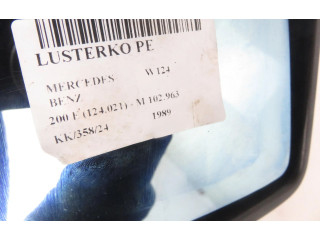 LUSTERKO PE
MERCEDES W124
BENZ
200 E (124.021) - M 102.963
KK/358/24 1989